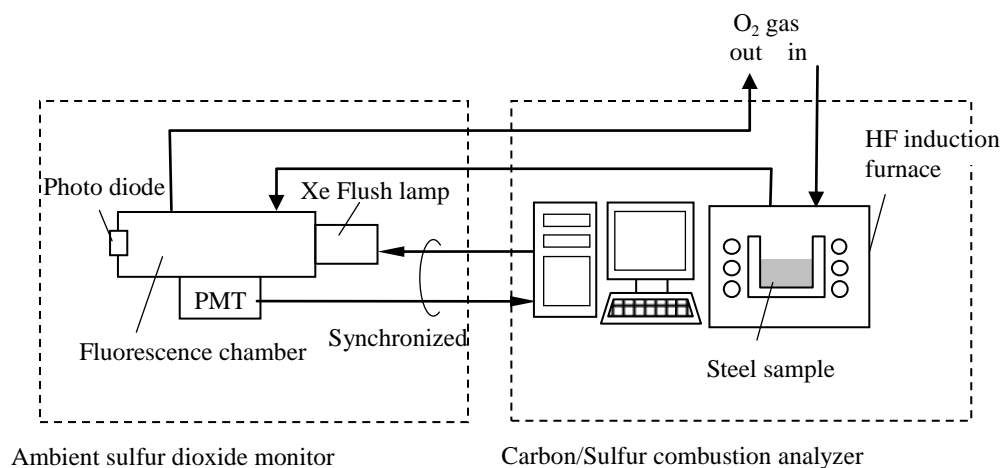 O2 gas
out in
HF induction
furnace
Photo diode
Xe Flush lamp
PMT
Synchronized
Fluorescence chamber
Steel sample
Ambient sulfur dioxide monitor
Carbon/Sulfur combustion analyzer